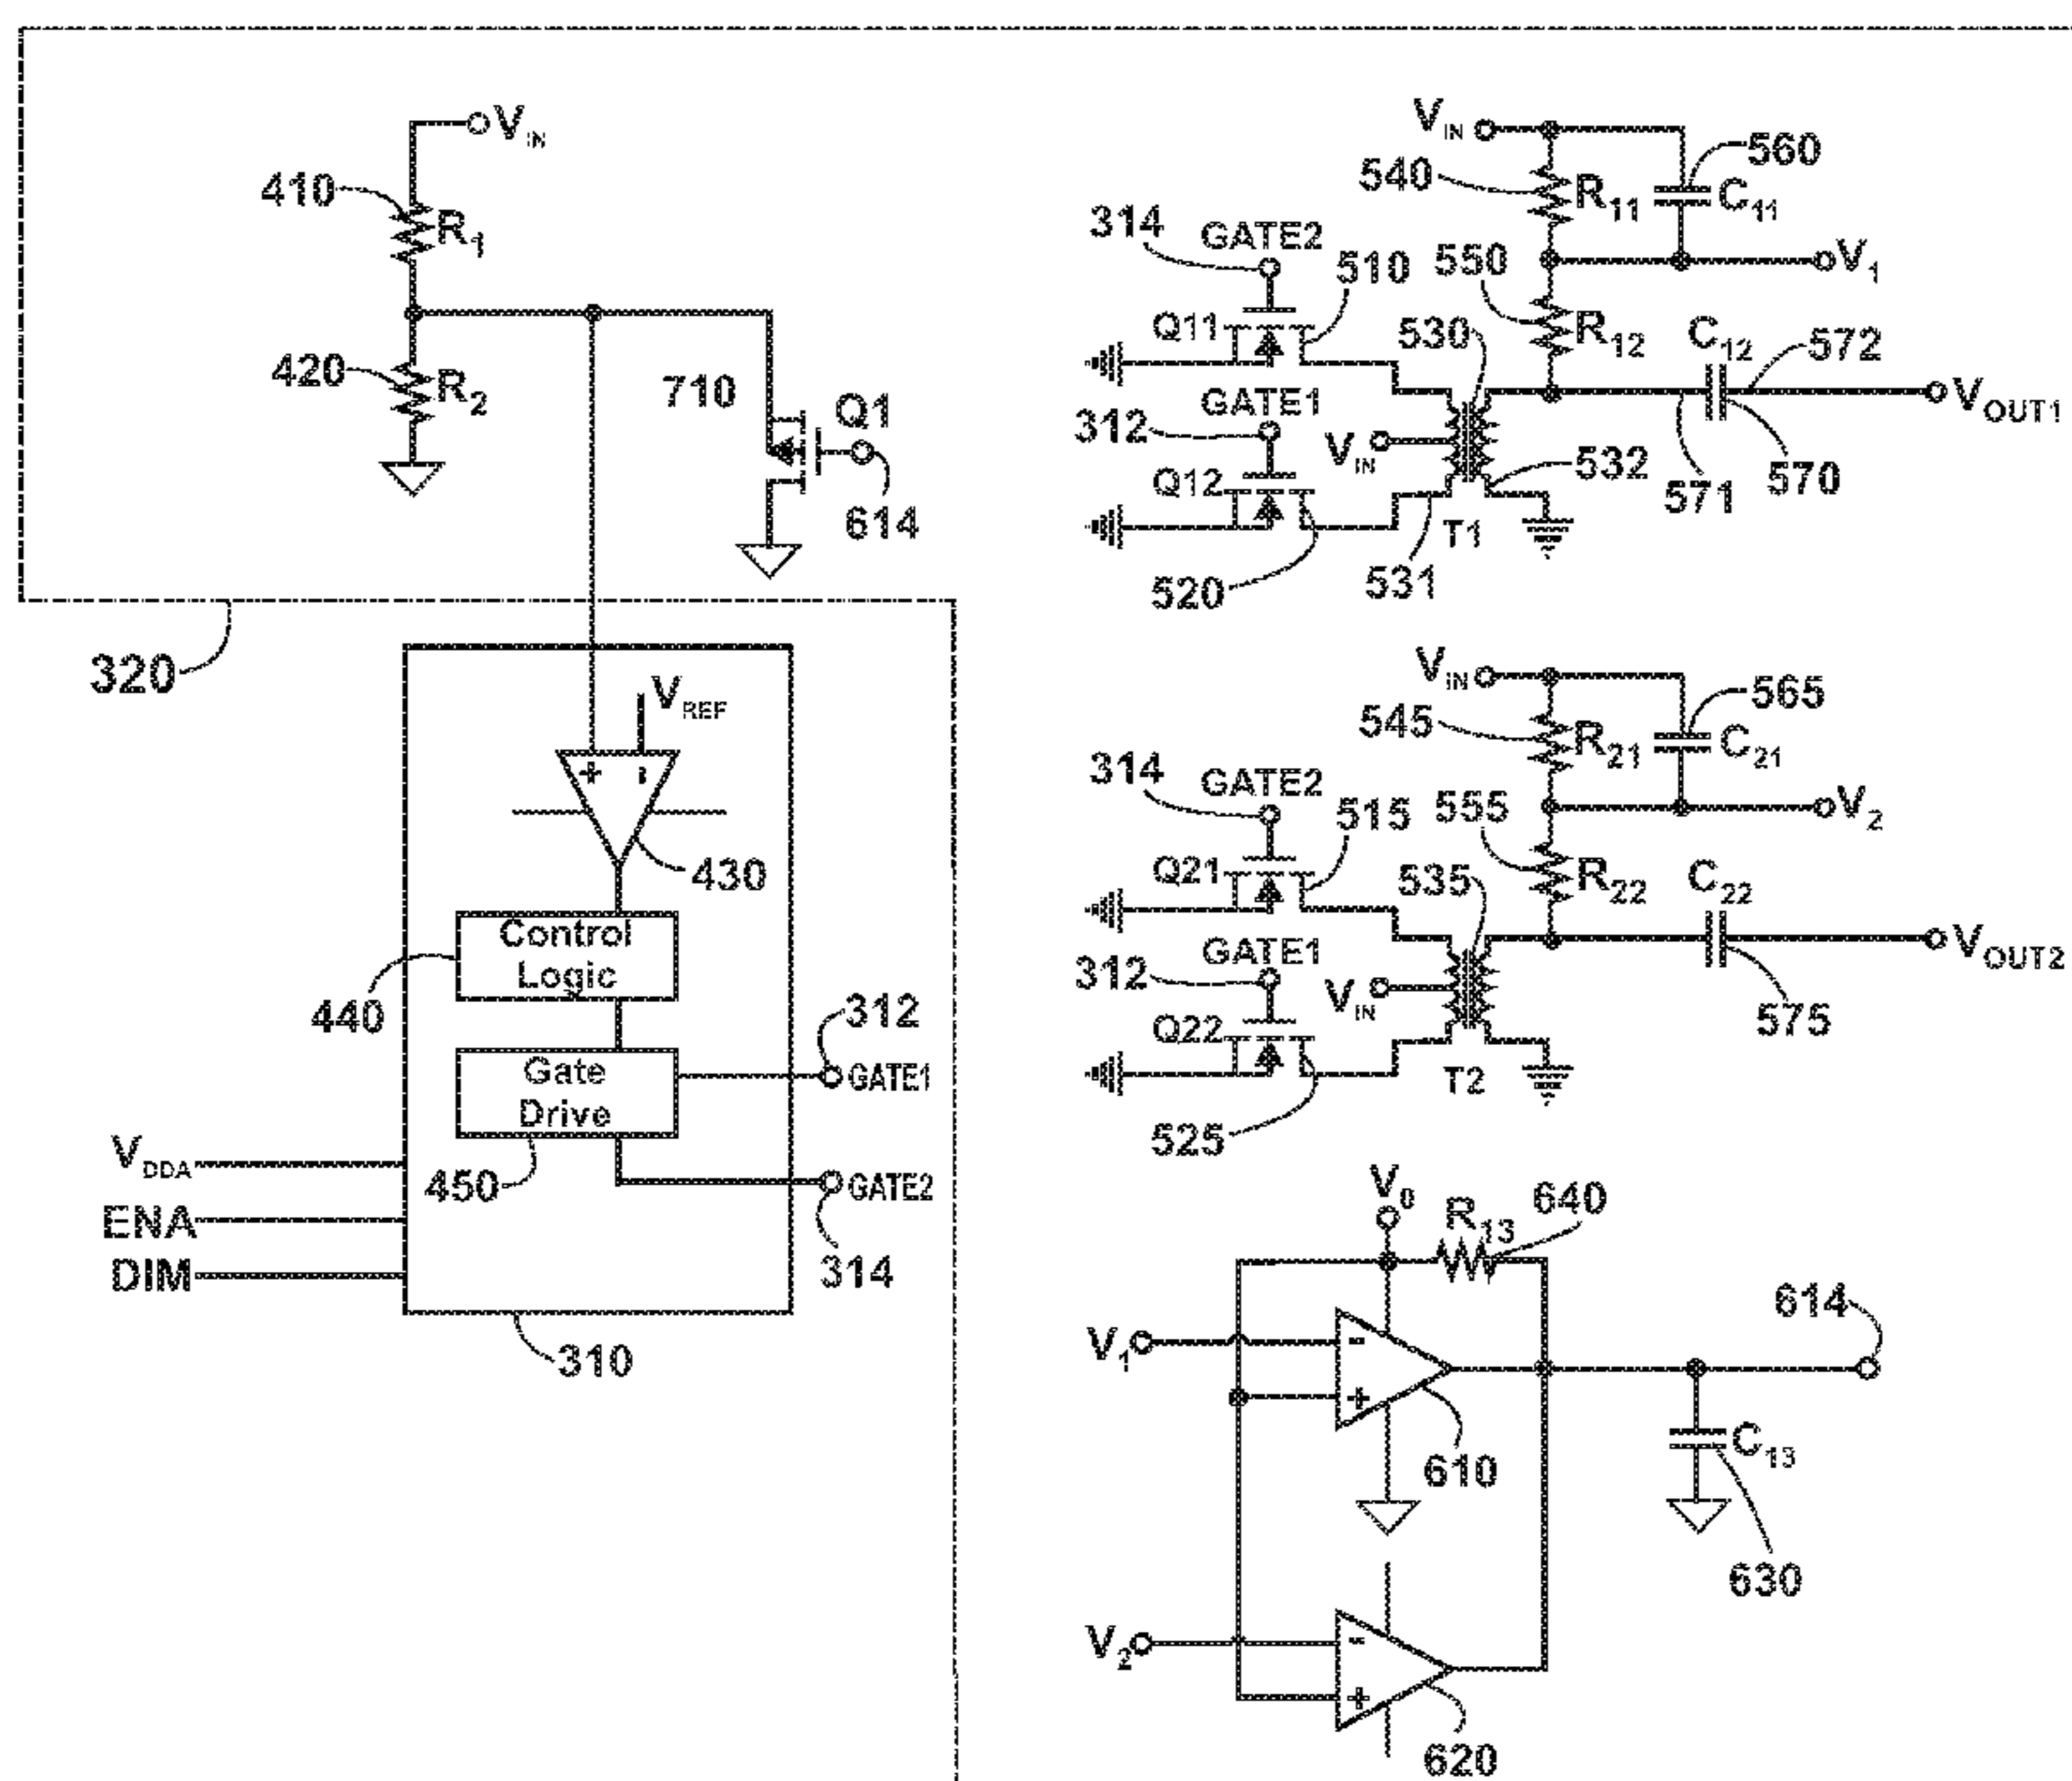 V_IN
410
R_1
420
R_2
710
Q1
614
320
V_REF
+
-
430
Control
Logic
440
Gate
Drive
450
312
GATE1
GATE2
314
V_DDA
ENA
DIM
310
V_IN
540
R_11
560
C_11
V_1
314
GATE2
510
550
R_12
Q11
530
C_12
572
V_OUT1
312
GATE1
V_IN
532
571
570
Q12
T1
520
531
V_IN
545
R_21
565
C_21
V_2
314
GATE2
515
555
R_22
Q21
535
C_22
V_OUT2
312
GATE1
V_IN
575
Q22
T2
525
V_0
R_13
640
V_1
-
+
610
614
C_13
630
V_2
-
+
620